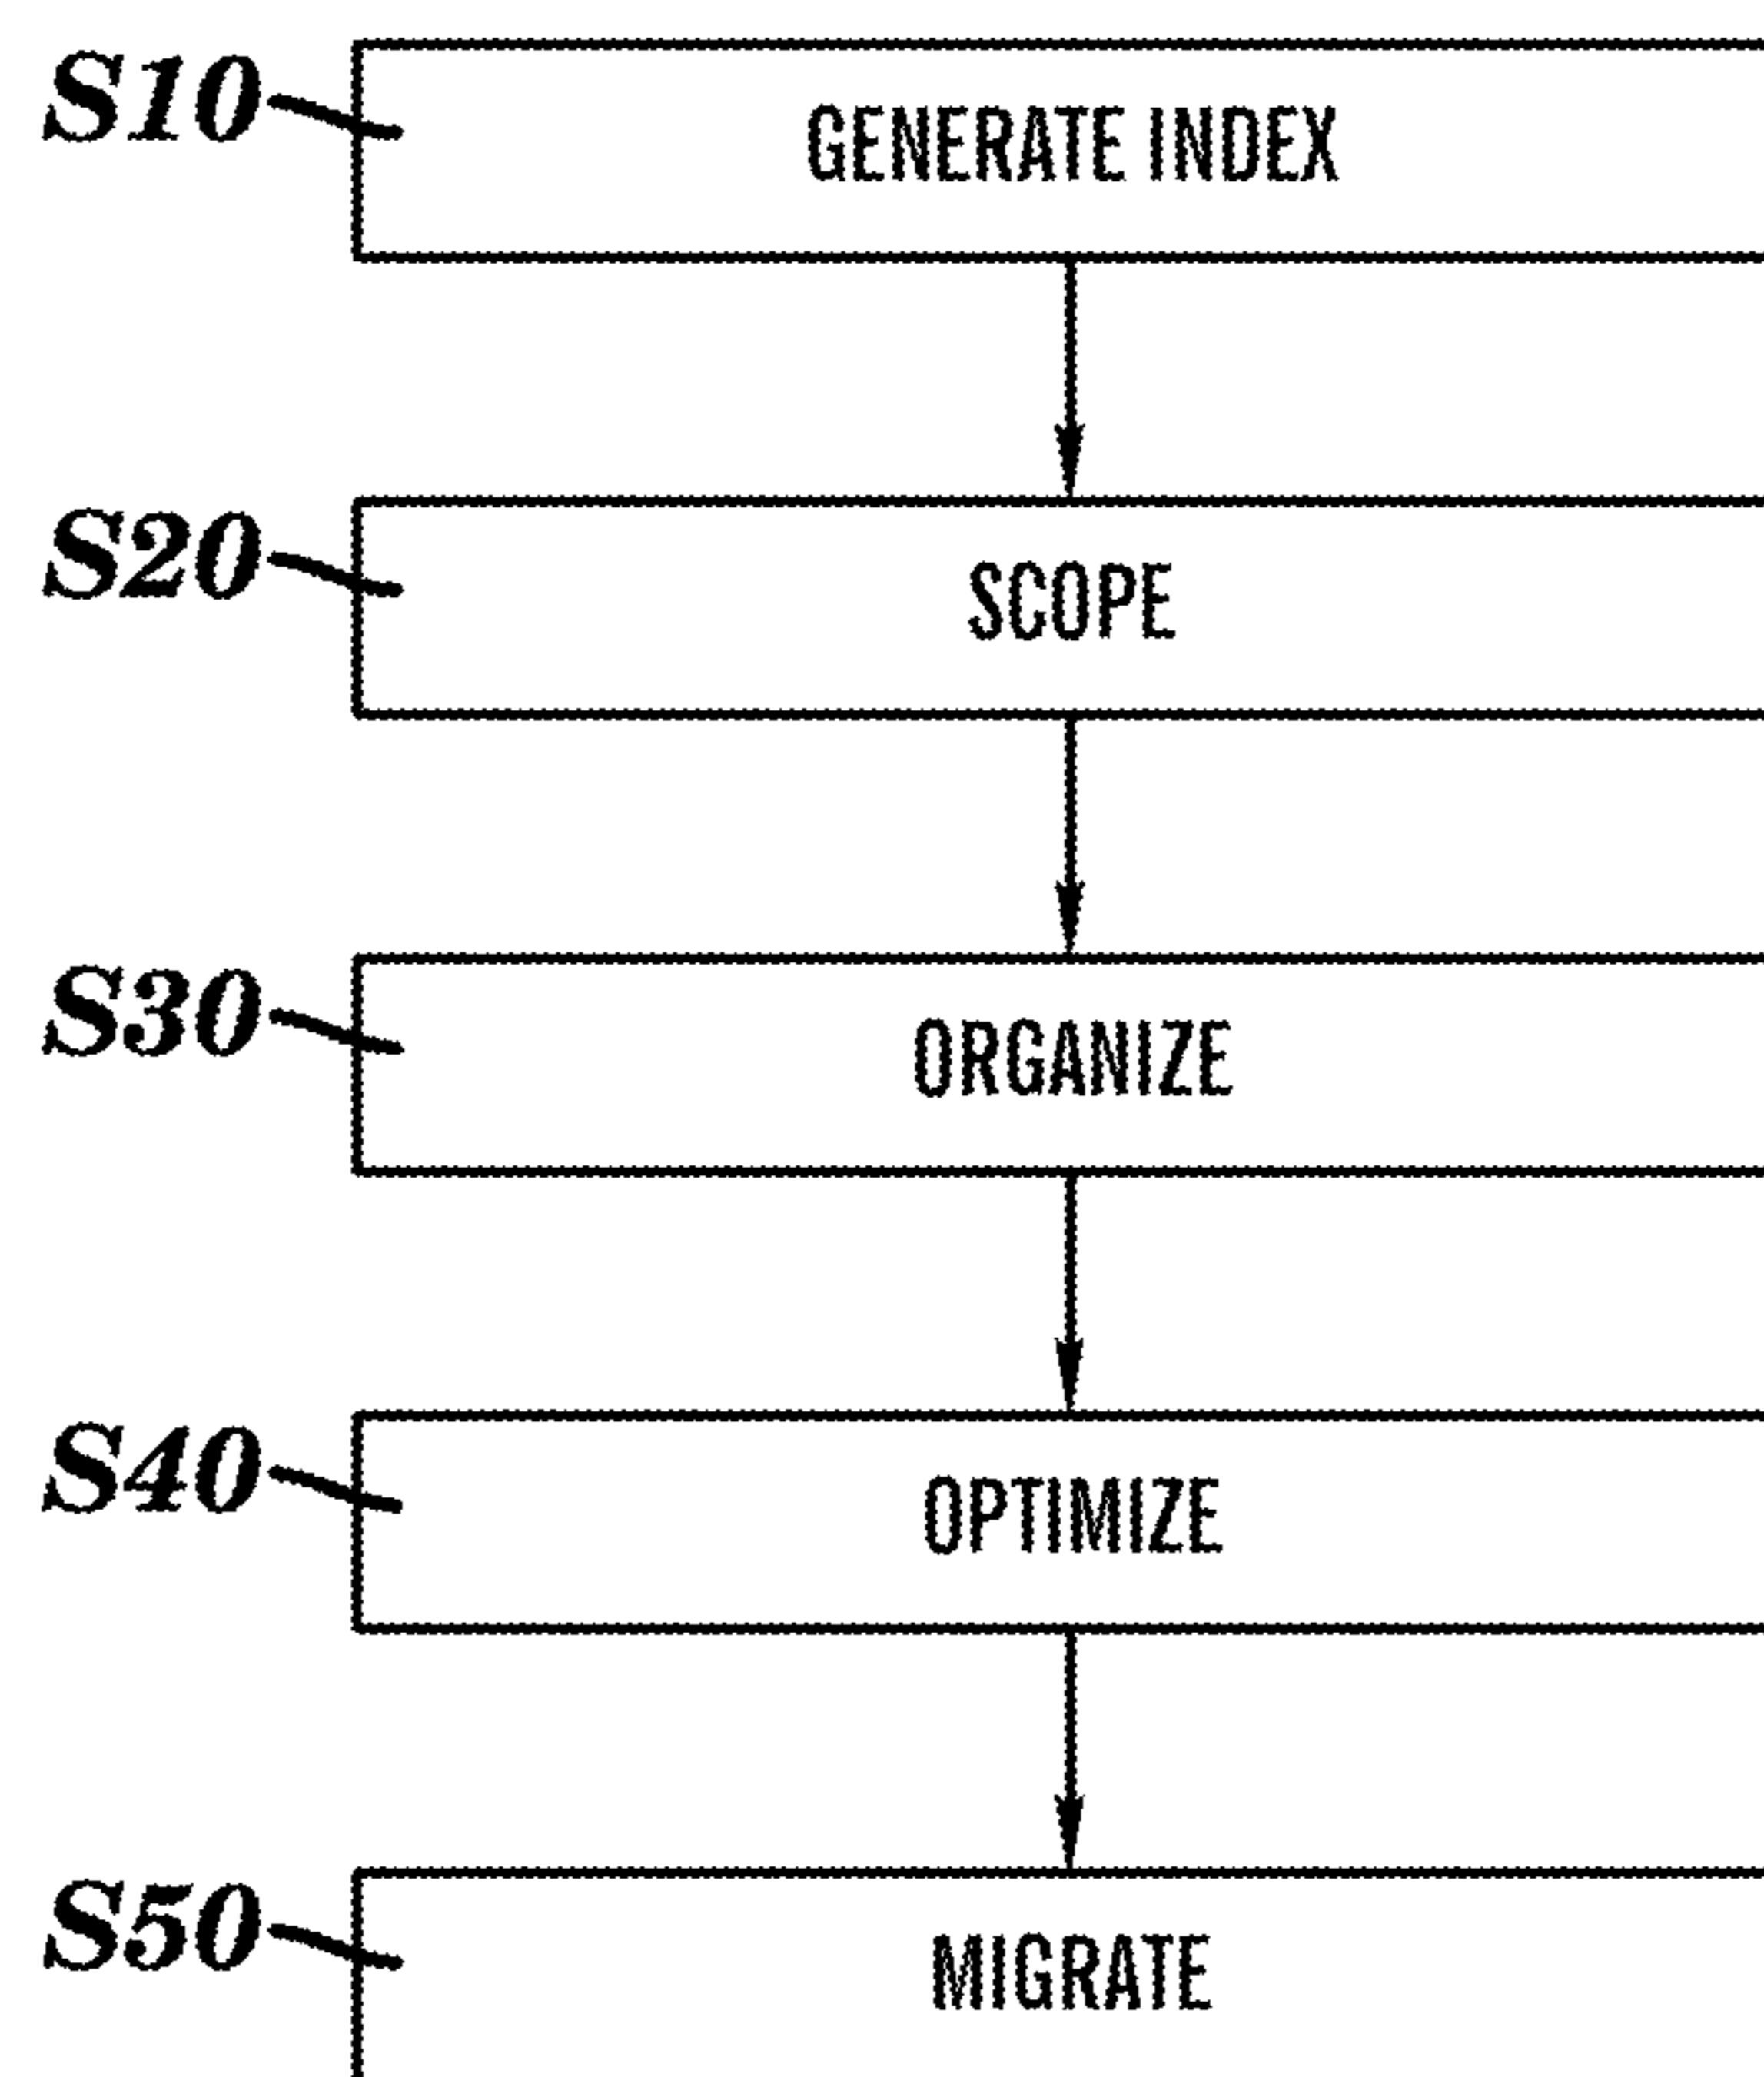 S10 GENERATE INDEX
S20 SCOPE
S30 ORGANIZE
S40 OPTIMIZE
S50 MIGRATE